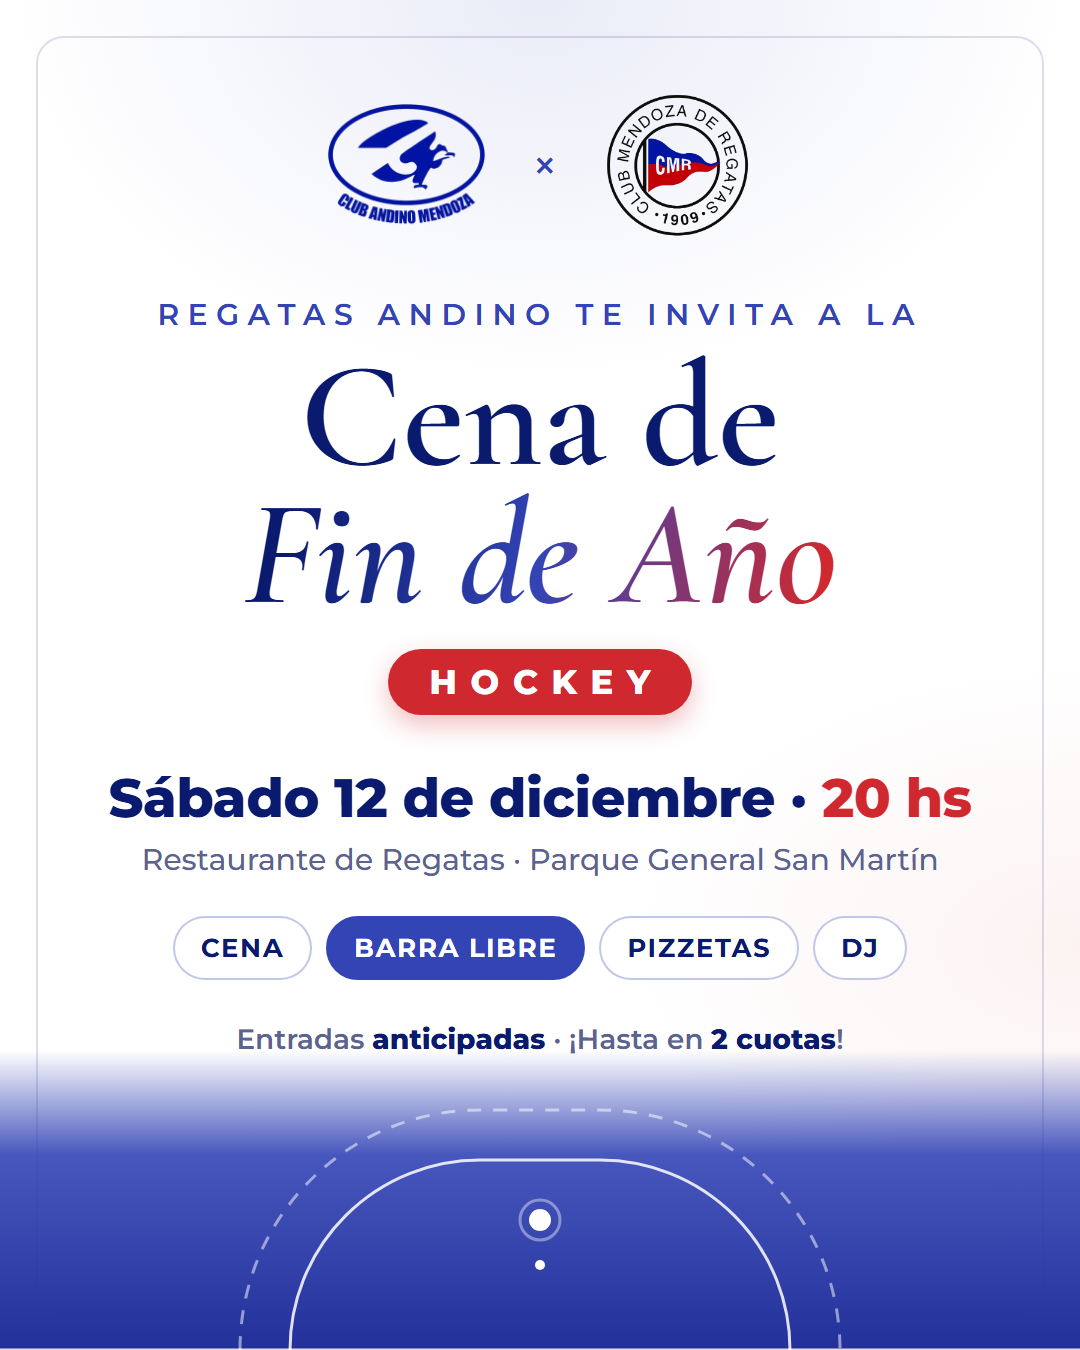 CLUB ANDINO MENDOZA
×
CLUB MENDOZA DE REGATAS
CMR
·1909·
REGATAS ANDINO TE INVITA A LA
Cena de
Fin de Año
HOCKEY
Sábado 12 de diciembre · 20 hs
Restaurante de Regatas · Parque General San Martín
CENA BARRA LIBRE PIZZETAS DJ
Entradas anticipadas · ¡Hasta en 2 cuotas!